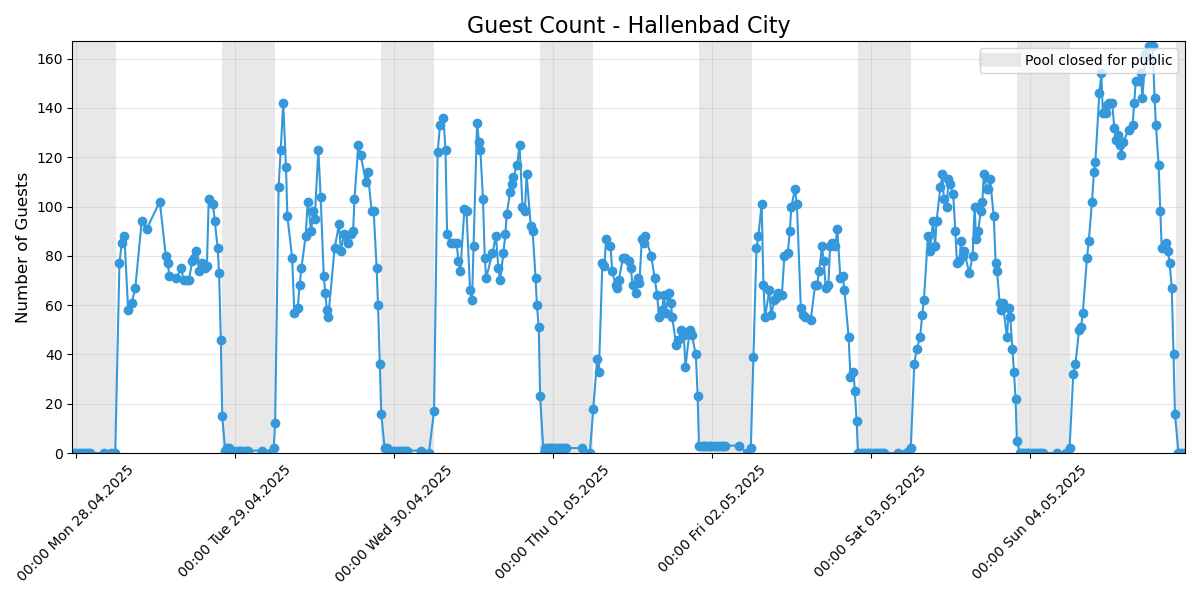 Guest Count - Hallenbad City
Pool closed for public
Number of Guests
160
140
120
100
80
60
40
20
0
00:00 Mon 28.04.2025
00:00 Tue 29.04.2025
00:00 Wed 30.04.2025
00:00 Thu 01.05.2025
00:00 Fri 02.05.2025
00:00 Sat 03.05.2025
00:00 Sun 04.05.2025